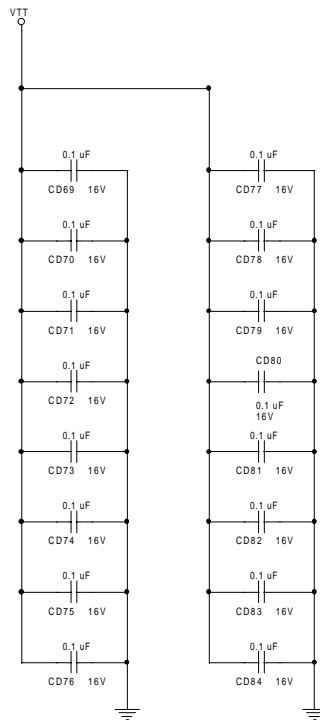 VTT
0.1 uF
CD69 16V
0.1 uF
CD70 16V
0.1 uF
CD71 16V
0.1 uF
CD72 16V
0.1 uF
CD73 16V
0.1 uF
CD74 16V
0.1 uF
CD75 16V
0.1 uF
CD76 16V
0.1 uF
CD77 16V
0.1 uF
CD78 16V
0.1 uF
CD79 16V
CD80
0.1 uF
16V
0.1 uF
CD81 16V
0.1 uF
CD82 16V
0.1 uF
CD83 16V
0.1 uF
CD84 16V